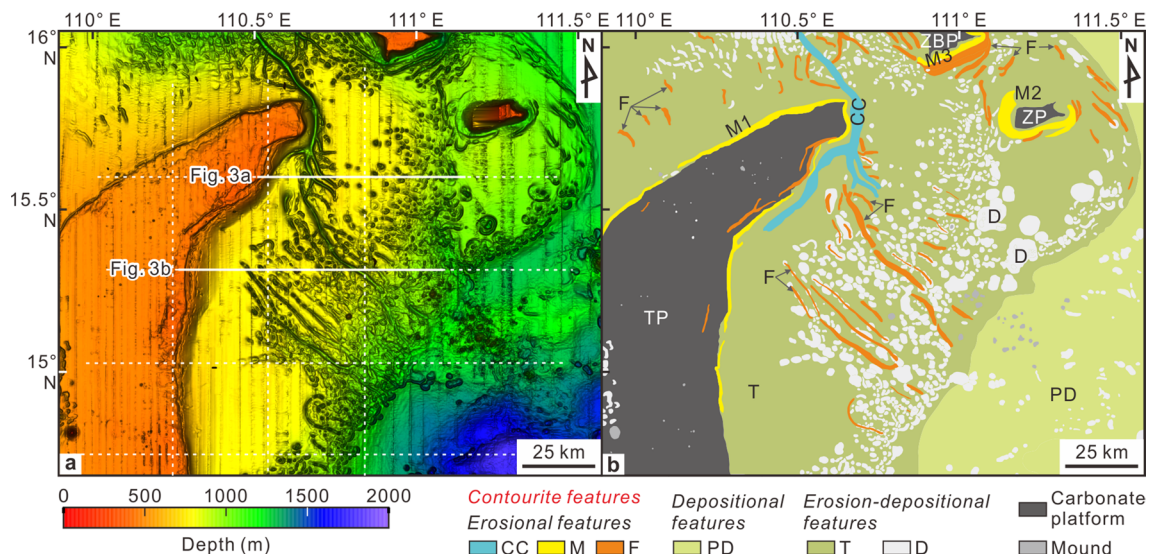 110° E 110.5° E 111° E 111.5° E 110° E 110.5° E 111° E 111.5° E
16°
N
15.5°
N
15°
N
N
Fig. 3a
Fig. 3b
25 km
a
N
ZBP
M3
F
F
M2
ZP
M1
CC
F
D
D
F
TP
T
PD
25 km
b
0 500 1000 1500 2000
Depth (m)
Contourite features
Erosional features
CC M F
Depositional
features
PD
Erosion-depositional
features
T D
Carbonate
platform
Mound